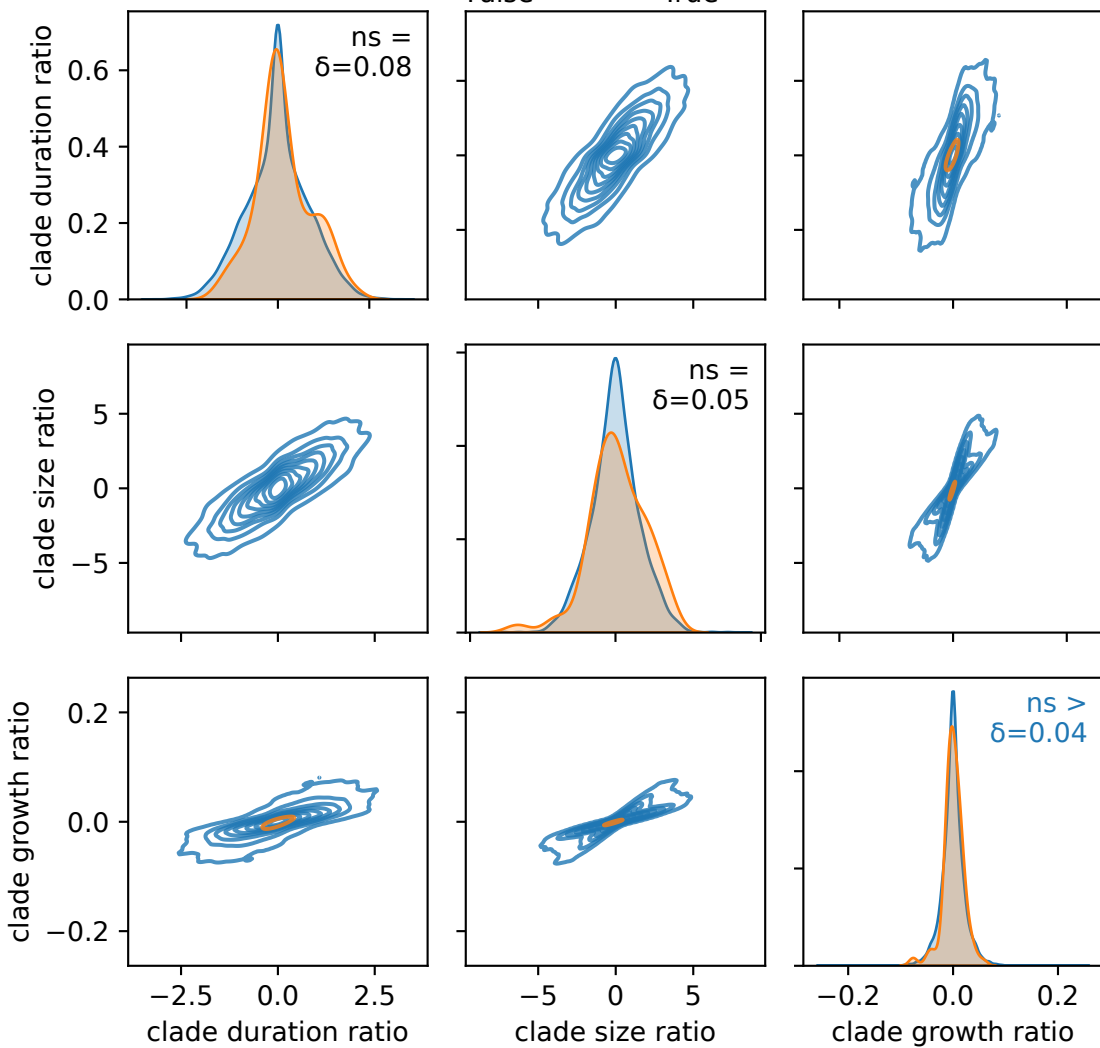 clade duration ratio
0.6
0.4
0.2
0.0
ns =
δ=0.08
clade size ratio
5
0
−5
ns =
δ=0.05
clade growth ratio
0.2
0.0
−0.2
ns >
δ=0.04
−2.5 0.0 2.5
clade duration ratio
−5 0 5
clade size ratio
−0.2 0.0 0.2
clade growth ratio